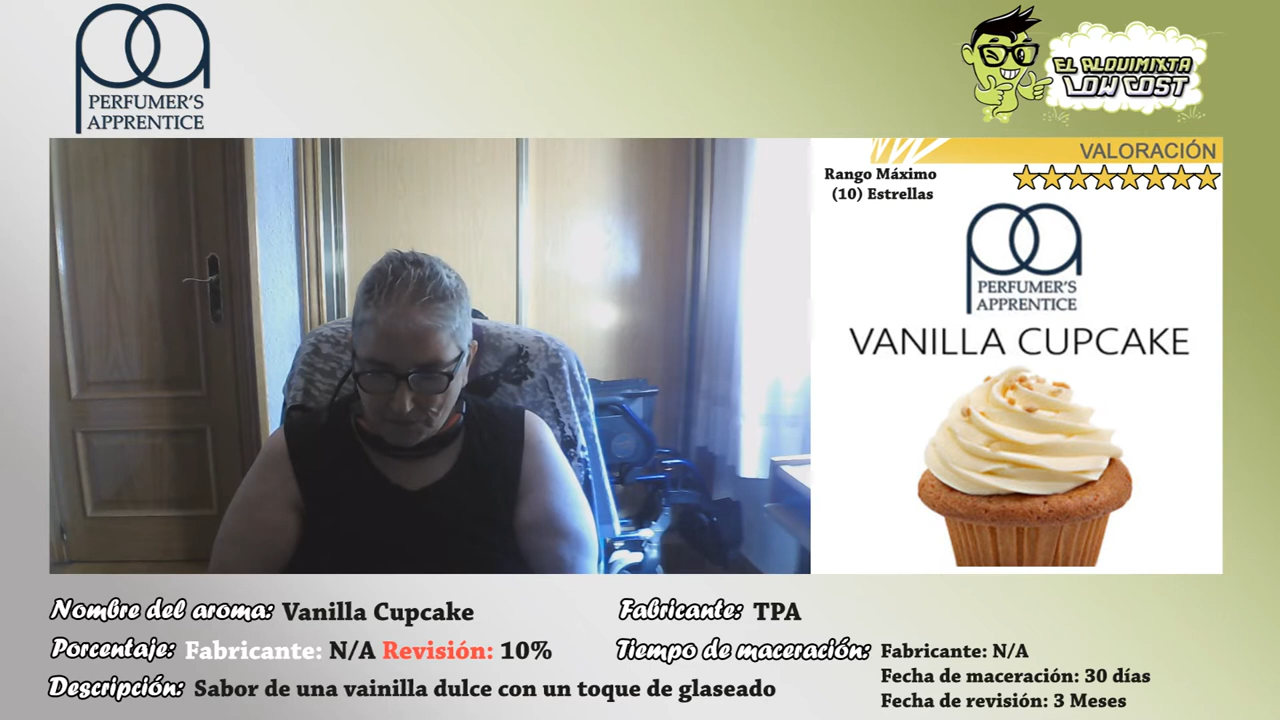 PERFUMER'S
APPRENTICE
EL ALQUIMIXTA
LOW COST
VALORACIÓN
Rango Máximo
(10) Estrellas
PERFUMER'S
APPRENTICE
VANILLA CUPCAKE
Nombre del aroma: Vanilla Cupcake
Fabricante: TPA
Porcentaje: Fabricante: N/A Revisión: 10%
Tiempo de maceración: Fabricante: N/A
Fecha de maceración: 30 días
Fecha de revisión: 3 Meses
Descripción: Sabor de una vainilla dulce con un toque de glaseado